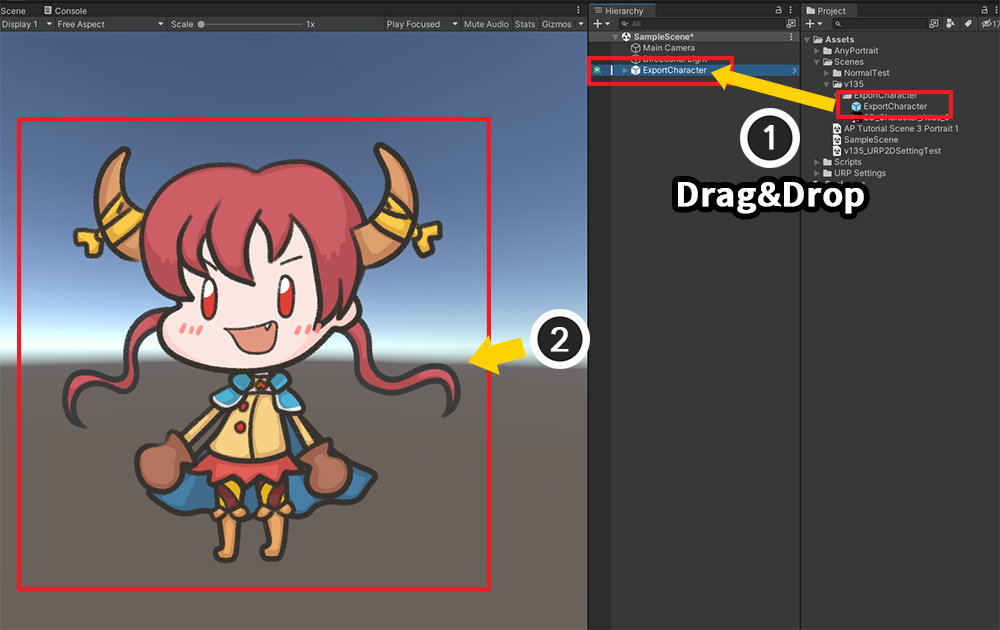 Scene
Console
Display 1
Free Aspect
Scale
1x
Play Focused
Mute Audio
Stats
Gizmos
Hierarchy
All
SampleScene*
Main Camera
Directional Light
ExportCharacter
Project
17
Assets
AnyPortrait
Scenes
NormalTest
v135
ExportCharacter
ExportCharacter
AP Tutorial Scene 3 Portrait 1
SampleScene
v135_URP2DSettingTest
Scripts
URP Settings
1
Drag&Drop
2